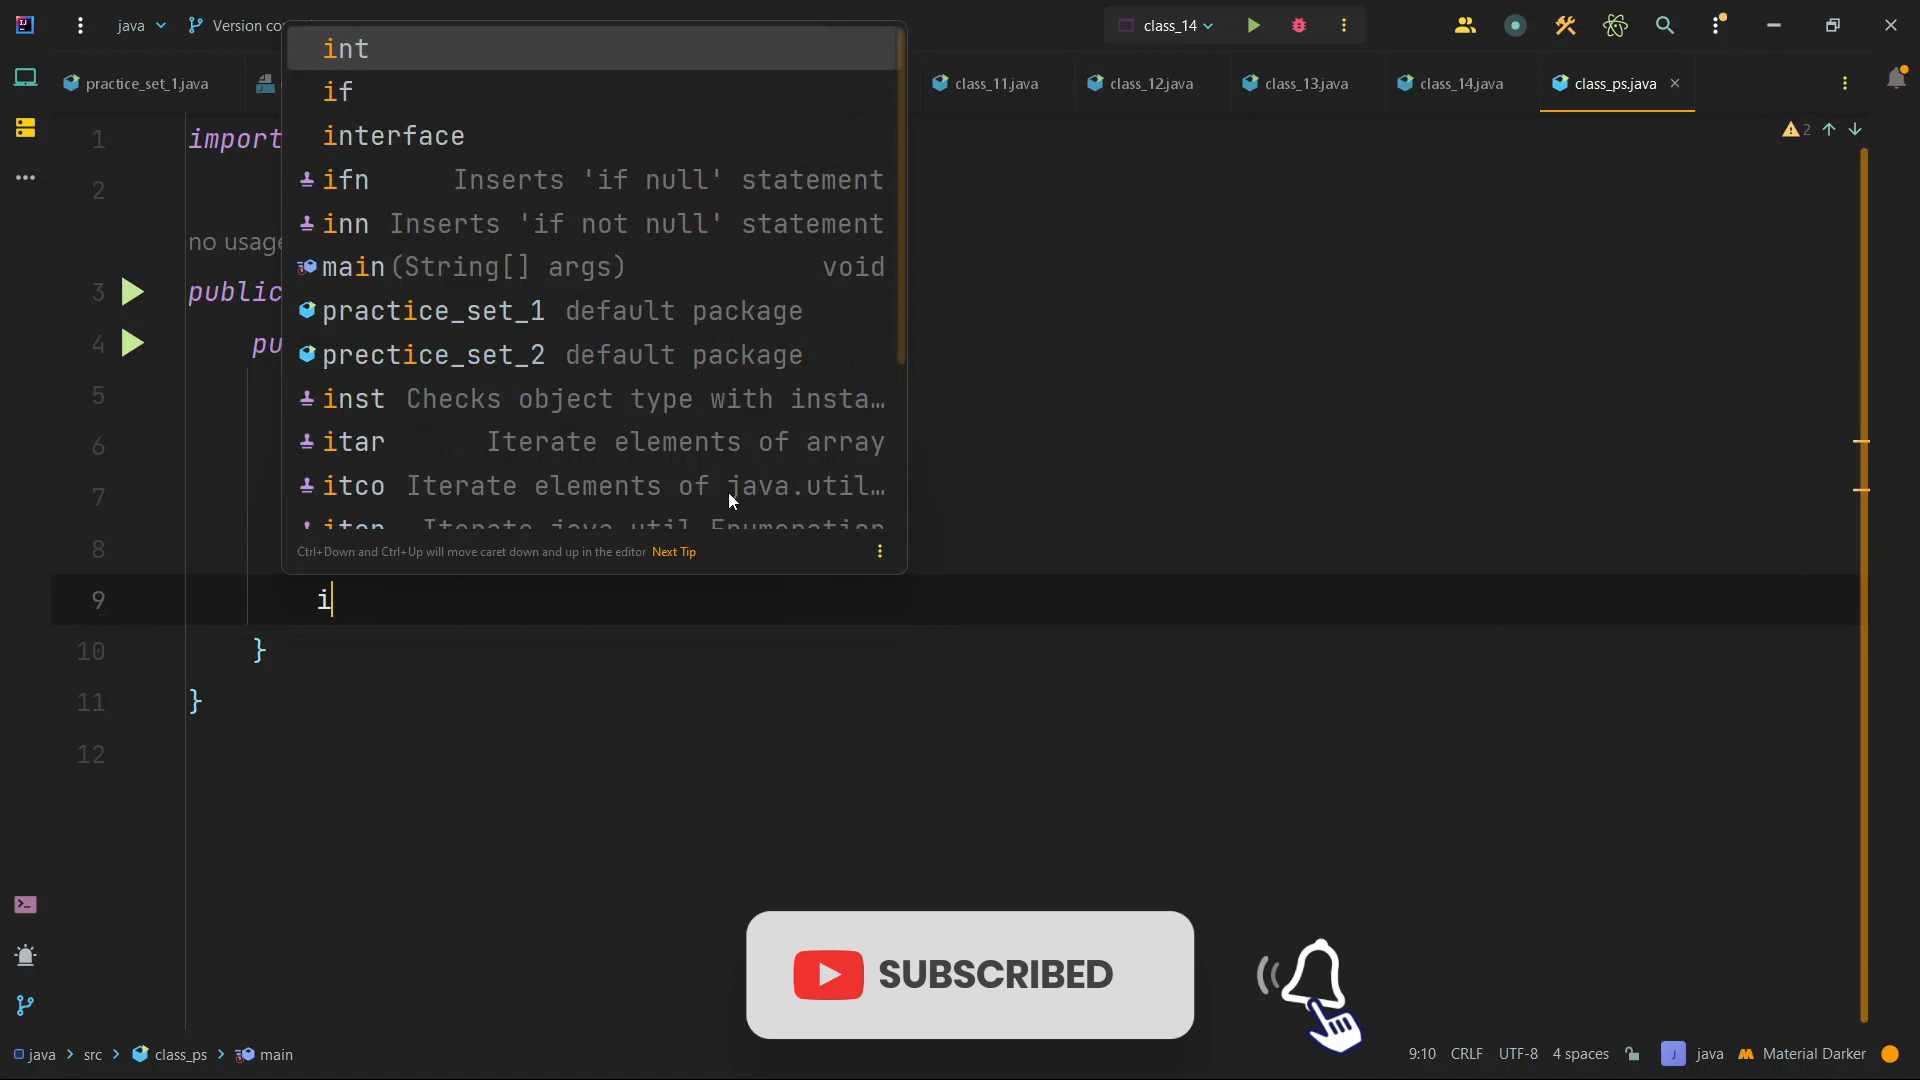 java
Version co
class_14
practice_set_1.java
class_11.java
class_12.java
class_13.java
class_14.java
class_ps.java
int
if
interface
ifn Inserts 'if null' statement
inn Inserts 'if not null' statement
main(String[] args) void
practice_set_1 default package
prectice_set_2 default package
inst Checks object type with insta…
itar Iterate elements of array
itco Iterate elements of java.util…
iten Iterate java.util.Enumeration
Ctrl+Down and Ctrl+Up will move caret down and up in the editor Next Tip
2
1 import
2
no usage
3 public
4 pu
5
6
7
8
9 i
10 }
11 }
12
SUBSCRIBED
java > src > class_ps > main
9:10 CRLF UTF-8 4 spaces J java Material Darker